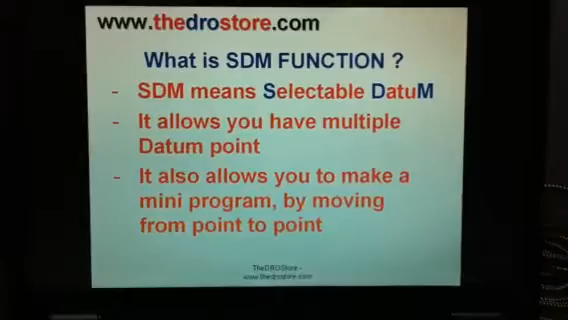 www.thedrostore.com
What is SDM FUNCTION ?
- SDM means Selectable DatuM
- It allows you have multiple
Datum point
- It also allows you to make a
mini program, by moving
from point to point
TheDROStore -
www.thedrostore.com